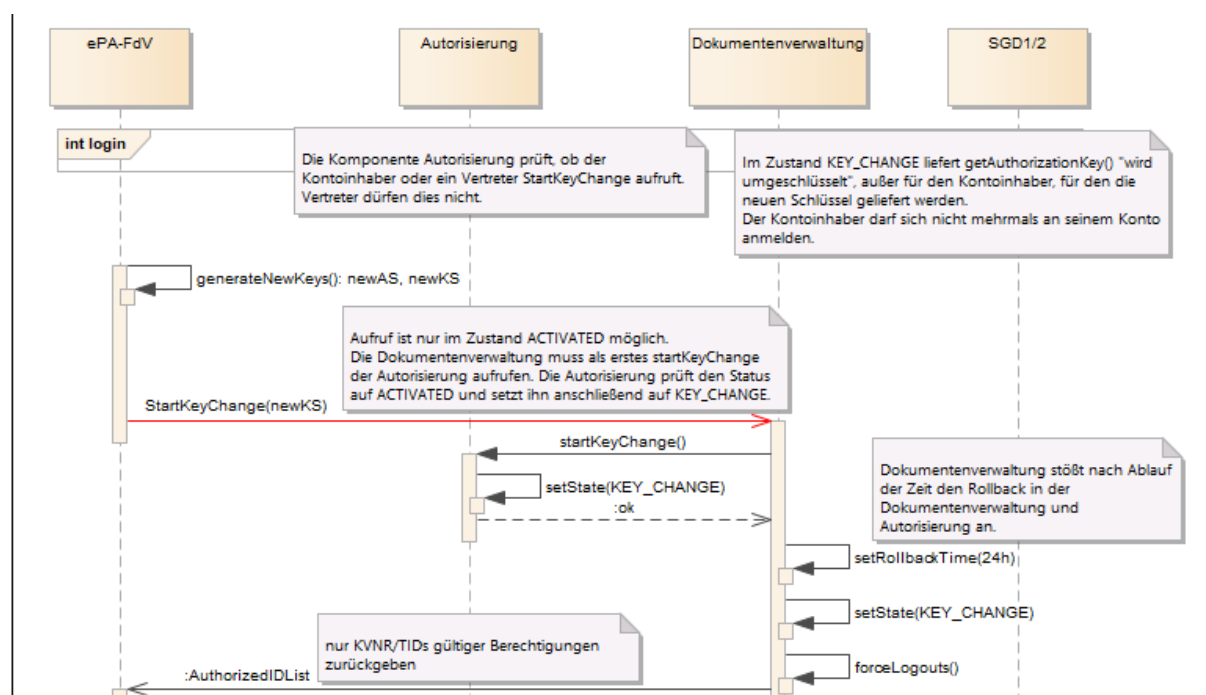 ePA-FdV
Autorisierung
Dokumentenverwaltung
SGD1/2
int login
Die Komponente Autorisierung prüft, ob der
Kontoinhaber oder ein Vertreter StartKeyChange aufruft.
Vertreter dürfen dies nicht.
Im Zustand KEY_CHANGE liefert getAuthorizationKey() "wird
umgeschlüsselt", außer für den Kontoinhaber, für den die
neuen Schlüssel geliefert werden.
Der Kontoinhaber darf sich nicht mehrmals an seinem Konto
anmelden.
generateNewKeys(): newAS, newKS
Aufruf ist nur im Zustand ACTIVATED möglich.
Die Dokumentenverwaltung muss als erstes startKeyChange
der Autorisierung aufrufen. Die Autorisierung prüft den Status
auf ACTIVATED und setzt ihn anschließend auf KEY_CHANGE.
StartKeyChange(newKS)
startKeyChange()
setState(KEY_CHANGE)
:ok
Dokumentenverwaltung stößt nach Ablauf
der Zeit den Rollback in der
Dokumentenverwaltung und
Autorisierung an.
setRollbackTime(24h)
setState(KEY_CHANGE)
nur KVNR/TIDs gültiger Berechtigungen
zurückgeben
forceLogouts()
:AuthorizedIDList